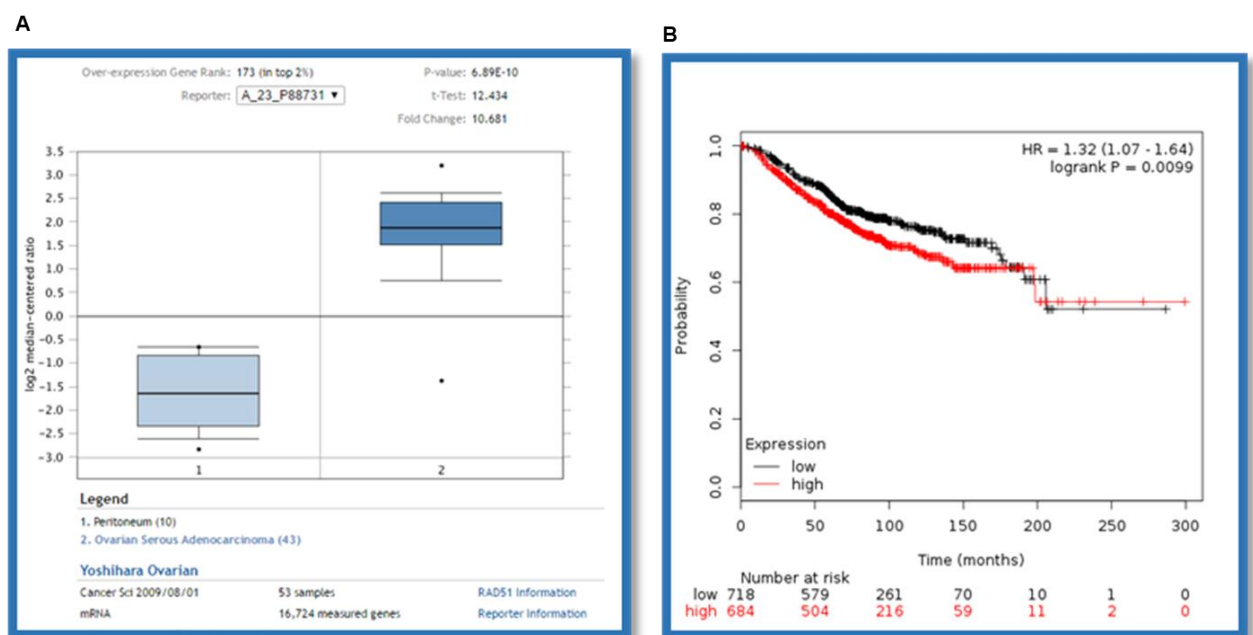 A
Over-expression Gene Rank: 173 (in top 2%)
P-value: 6.89E-10
Reporter: A_23_P88731 ▼
t-Test: 12.434
Fold Change: 10.681
log2 median-centered ratio
3.5
3.0
2.5
2.0
1.5
1.0
0.5
0.0
-0.5
-1.0
-1.5
-2.0
-2.5
-3.0
1 2
Legend
1. Peritoneum (10)
2. Ovarian Serous Adenocarcinoma (43)
Yoshihara Ovarian
Cancer Sci 2009/08/01 53 samples RAD51 Information
mRNA 16,724 measured genes Reporter Information
B
HR = 1.32 (1.07 - 1.64)
logrank P = 0.0099
Probability
1.0
0.8
0.6
0.4
0.2
0.0
Expression
low
high
0 50 100 150 200 250 300
Time (months)
Number at risk
low 718 579 261 70 10 1 0
high 684 504 216 59 11 2 0